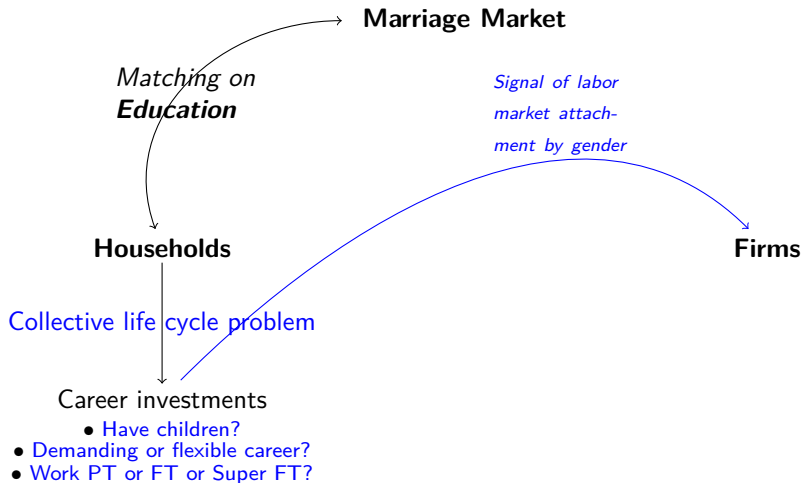 Marriage Market
Matching on
Education
Signal of labor
market attach-
ment by gender
Households
Firms
Collective life cycle problem
Career investments
• Have children?
• Demanding or flexible career?
• Work PT or FT or Super FT?